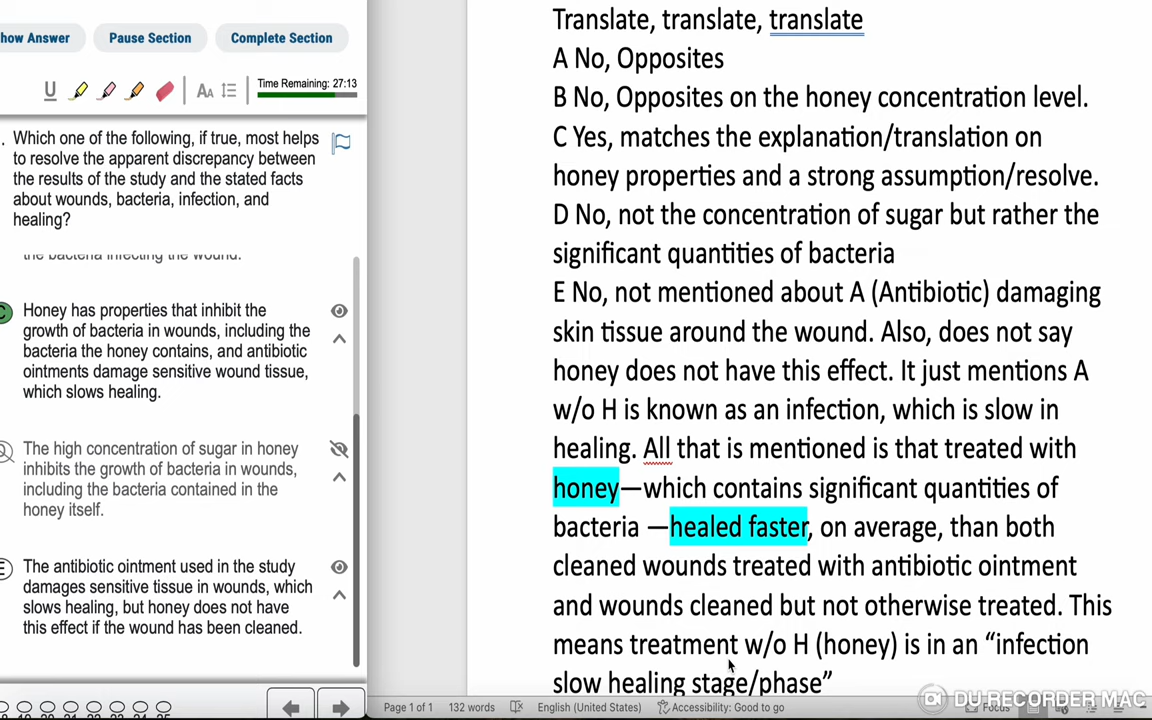 how Answer
Pause Section
Complete Section
Time Remaining: 27:13
Which one of the following, if true, most helps
to resolve the apparent discrepancy between
the results of the study and the stated facts
about wounds, bacteria, infection, and
healing?
the bacteria infecting the wound.
C
Honey has properties that inhibit the
growth of bacteria in wounds, including the
bacteria the honey contains, and antibiotic
ointments damage sensitive wound tissue,
which slows healing.
The high concentration of sugar in honey
inhibits the growth of bacteria in wounds,
including the bacteria contained in the
honey itself.
E
The antibiotic ointment used in the study
damages sensitive tissue in wounds, which
slows healing, but honey does not have
this effect if the wound has been cleaned.
Translate, translate, translate
A No, Opposites
B No, Opposites on the honey concentration level.
C Yes, matches the explanation/translation on
honey properties and a strong assumption/resolve.
D No, not the concentration of sugar but rather the
significant quantities of bacteria
E No, not mentioned about A (Antibiotic) damaging
skin tissue around the wound. Also, does not say
honey does not have this effect. It just mentions A
w/o H is known as an infection, which is slow in
healing. All that is mentioned is that treated with
honey—which contains significant quantities of
bacteria —healed faster, on average, than both
cleaned wounds treated with antibiotic ointment
and wounds cleaned but not otherwise treated. This
means treatment w/o H (honey) is in an “infection
slow healing stage/phase”
Page 1 of 1 132 words English (United States) Accessibility: Good to go Focus
DU RECORDER MAC